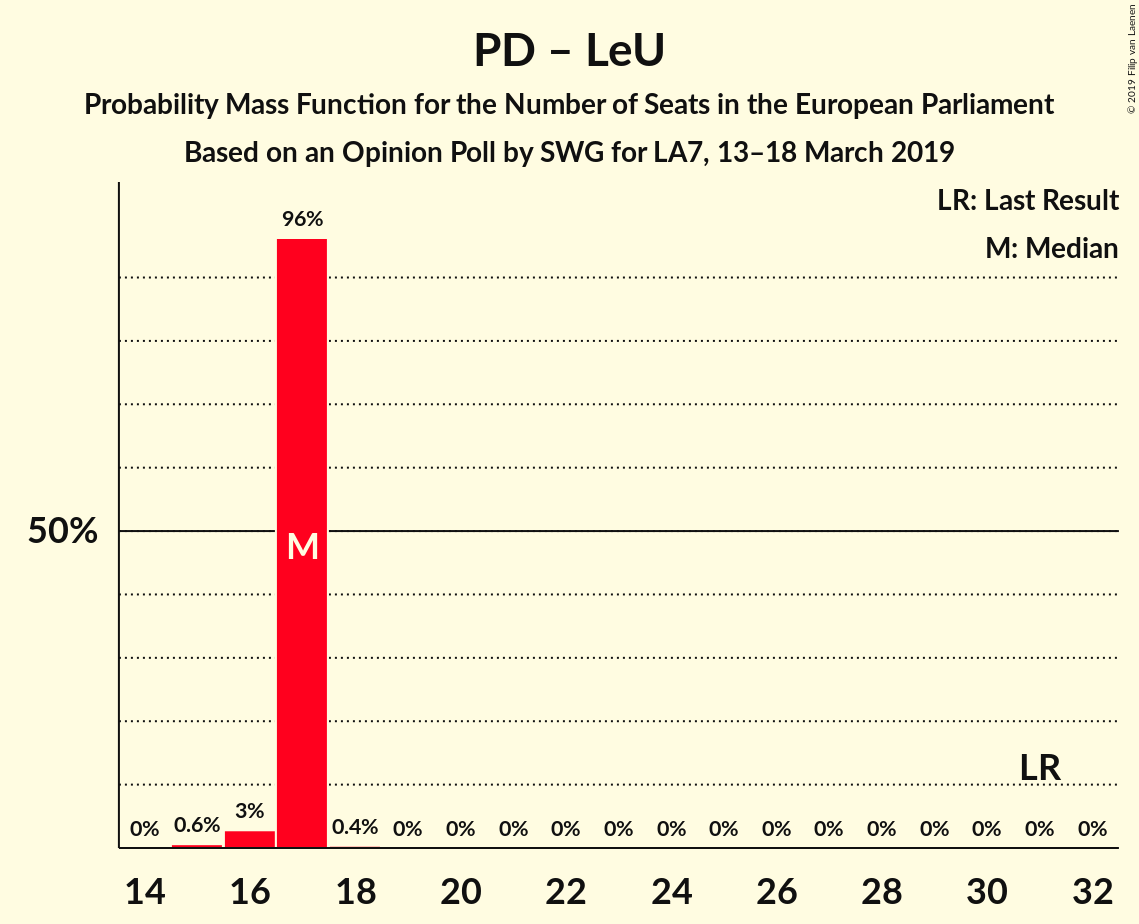 PD – LeU
Probability Mass Function for the Number of Seats in the European Parliament
Based on an Opinion Poll by SWG for LA7, 13–18 March 2019
© 2019 Filip van Laenen
LR: Last Result
M: Median
96%
50%
M
LR
0% 0.6% 3% 0.4% 0% 0% 0% 0% 0% 0% 0% 0% 0% 0% 0% 0% 0% 0%
14 16 18 20 22 24 26 28 30 32